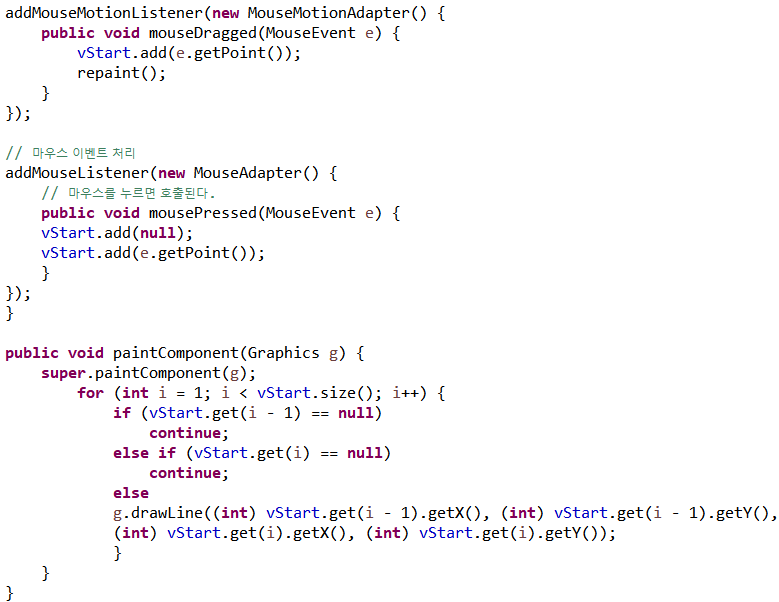 addMouseMotionListener(new MouseMotionAdapter() {
    public void mouseDragged(MouseEvent e) {
        vStart.add(e.getPoint());
        repaint();
    }
});

// 마우스 이벤트 처리
addMouseListener(new MouseAdapter() {
    // 마우스를 누르면 호출된다.
    public void mousePressed(MouseEvent e) {
    vStart.add(null);
    vStart.add(e.getPoint());
    }
});
}

public void paintComponent(Graphics g) {
    super.paintComponent(g);
        for (int i = 1; i < vStart.size(); i++) {
            if (vStart.get(i - 1) == null)
                continue;
            else if (vStart.get(i) == null)
                continue;
            else
            g.drawLine((int) vStart.get(i - 1).getX(), (int) vStart.get(i - 1).getY(),
            (int) vStart.get(i).getX(), (int) vStart.get(i).getY());
            }
    }
}